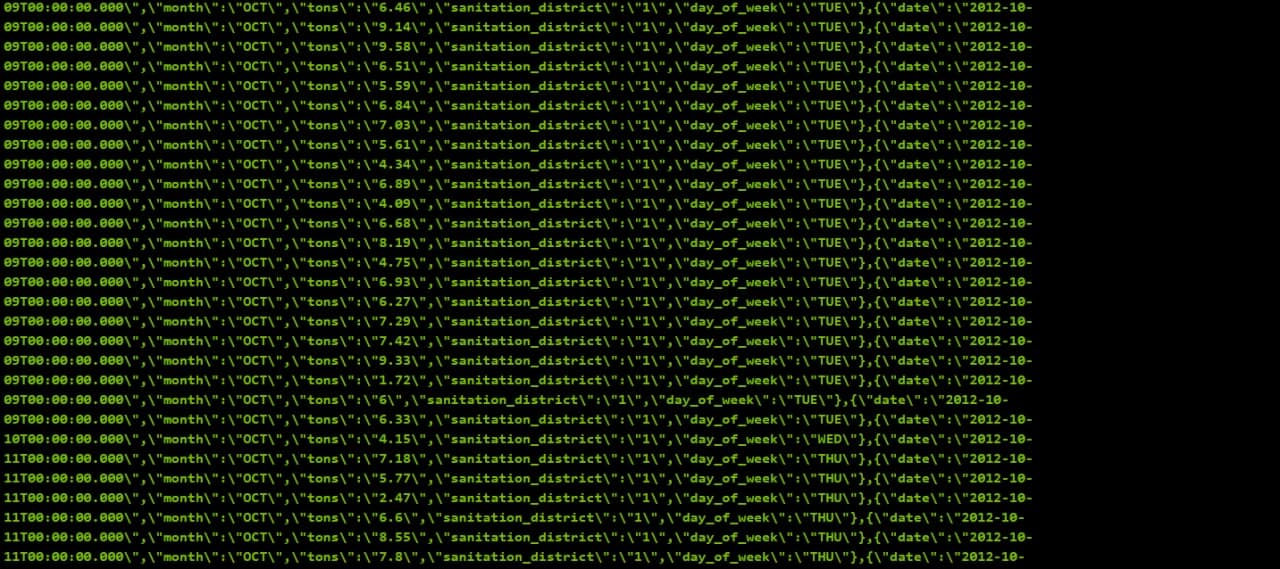 09T00:00:00.000\",\"month\":\"OCT\",\"tons\":\"6.46\",\"sanitation_district\":\"1\",\"day_of_week\":\"TUE\"},{\"date\":\"2012-10-
09T00:00:00.000\",\"month\":\"OCT\",\"tons\":\"9.14\",\"sanitation_district\":\"1\",\"day_of_week\":\"TUE\"},{\"date\":\"2012-10-
09T00:00:00.000\",\"month\":\"OCT\",\"tons\":\"9.58\",\"sanitation_district\":\"1\",\"day_of_week\":\"TUE\"},{\"date\":\"2012-10-
09T00:00:00.000\",\"month\":\"OCT\",\"tons\":\"6.51\",\"sanitation_district\":\"1\",\"day_of_week\":\"TUE\"},{\"date\":\"2012-10-
09T00:00:00.000\",\"month\":\"OCT\",\"tons\":\"5.59\",\"sanitation_district\":\"1\",\"day_of_week\":\"TUE\"},{\"date\":\"2012-10-
09T00:00:00.000\",\"month\":\"OCT\",\"tons\":\"6.84\",\"sanitation_district\":\"1\",\"day_of_week\":\"TUE\"},{\"date\":\"2012-10-
09T00:00:00.000\",\"month\":\"OCT\",\"tons\":\"7.03\",\"sanitation_district\":\"1\",\"day_of_week\":\"TUE\"},{\"date\":\"2012-10-
09T00:00:00.000\",\"month\":\"OCT\",\"tons\":\"5.61\",\"sanitation_district\":\"1\",\"day_of_week\":\"TUE\"},{\"date\":\"2012-10-
09T00:00:00.000\",\"month\":\"OCT\",\"tons\":\"4.34\",\"sanitation_district\":\"1\",\"day_of_week\":\"TUE\"},{\"date\":\"2012-10-
09T00:00:00.000\",\"month\":\"OCT\",\"tons\":\"6.89\",\"sanitation_district\":\"1\",\"day_of_week\":\"TUE\"},{\"date\":\"2012-10-
09T00:00:00.000\",\"month\":\"OCT\",\"tons\":\"4.09\",\"sanitation_district\":\"1\",\"day_of_week\":\"TUE\"},{\"date\":\"2012-10-
09T00:00:00.000\",\"month\":\"OCT\",\"tons\":\"6.68\",\"sanitation_district\":\"1\",\"day_of_week\":\"TUE\"},{\"date\":\"2012-10-
09T00:00:00.000\",\"month\":\"OCT\",\"tons\":\"8.19\",\"sanitation_district\":\"1\",\"day_of_week\":\"TUE\"},{\"date\":\"2012-10-
09T00:00:00.000\",\"month\":\"OCT\",\"tons\":\"4.75\",\"sanitation_district\":\"1\",\"day_of_week\":\"TUE\"},{\"date\":\"2012-10-
09T00:00:00.000\",\"month\":\"OCT\",\"tons\":\"6.93\",\"sanitation_district\":\"1\",\"day_of_week\":\"TUE\"},{\"date\":\"2012-10-
09T00:00:00.000\",\"month\":\"OCT\",\"tons\":\"6.27\",\"sanitation_district\":\"1\",\"day_of_week\":\"TUE\"},{\"date\":\"2012-10-
09T00:00:00.000\",\"month\":\"OCT\",\"tons\":\"7.29\",\"sanitation_district\":\"1\",\"day_of_week\":\"TUE\"},{\"date\":\"2012-10-
09T00:00:00.000\",\"month\":\"OCT\",\"tons\":\"7.42\",\"sanitation_district\":\"1\",\"day_of_week\":\"TUE\"},{\"date\":\"2012-10-
09T00:00:00.000\",\"month\":\"OCT\",\"tons\":\"9.33\",\"sanitation_district\":\"1\",\"day_of_week\":\"TUE\"},{\"date\":\"2012-10-
09T00:00:00.000\",\"month\":\"OCT\",\"tons\":\"1.72\",\"sanitation_district\":\"1\",\"day_of_week\":\"TUE\"},{\"date\":\"2012-10-
09T00:00:00.000\",\"month\":\"OCT\",\"tons\":\"6\",\"sanitation_district\":\"1\",\"day_of_week\":\"TUE\"},{\"date\":\"2012-10-
09T00:00:00.000\",\"month\":\"OCT\",\"tons\":\"6.33\",\"sanitation_district\":\"1\",\"day_of_week\":\"TUE\"},{\"date\":\"2012-10-
10T00:00:00.000\",\"month\":\"OCT\",\"tons\":\"4.15\",\"sanitation_district\":\"1\",\"day_of_week\":\"WED\"},{\"date\":\"2012-10-
11T00:00:00.000\",\"month\":\"OCT\",\"tons\":\"7.18\",\"sanitation_district\":\"1\",\"day_of_week\":\"THU\"},{\"date\":\"2012-10-
11T00:00:00.000\",\"month\":\"OCT\",\"tons\":\"5.77\",\"sanitation_district\":\"1\",\"day_of_week\":\"THU\"},{\"date\":\"2012-10-
11T00:00:00.000\",\"month\":\"OCT\",\"tons\":\"2.47\",\"sanitation_district\":\"1\",\"day_of_week\":\"THU\"},{\"date\":\"2012-10-
11T00:00:00.000\",\"month\":\"OCT\",\"tons\":\"6.6\",\"sanitation_district\":\"1\",\"day_of_week\":\"THU\"},{\"date\":\"2012-10-
11T00:00:00.000\",\"month\":\"OCT\",\"tons\":\"8.55\",\"sanitation_district\":\"1\",\"day_of_week\":\"THU\"},{\"date\":\"2012-10-
11T00:00:00.000\",\"month\":\"OCT\",\"tons\":\"7.8\",\"sanitation_district\":\"1\",\"day_of_week\":\"THU\"},{\"date\":\"2012-10-